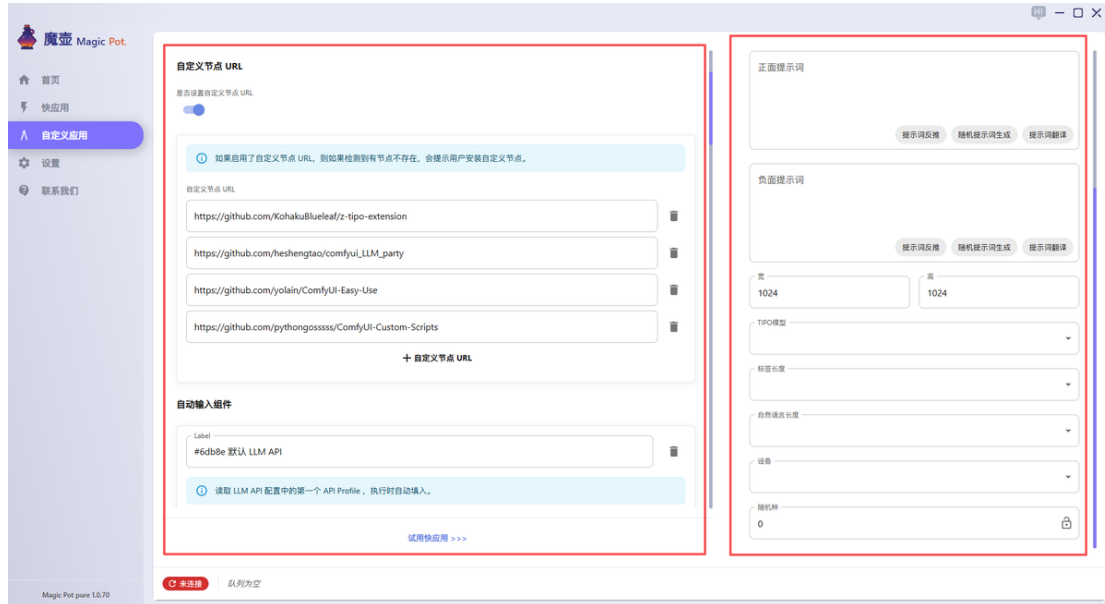 HI
魔壶 Magic Pot.
首页
快应用
自定义应用
设置
联系我们
Magic Pot pure 1.0.70
自定义节点 URL
是否设置自定义节点 URL
如果启用了自定义节点 URL，则如果检测到有节点不存在，会提示用户安装自定义节点。
自定义节点 URL
https://github.com/KohakuBlueleaf/z-tipo-extension
https://github.com/heshengtao/comfyui_LLM_party
https://github.com/yolain/ComfyUI-Easy-Use
https://github.com/pythongosssss/ComfyUI-Custom-Scripts
+ 自定义节点 URL
自动输入组件
Label
#6db8e 默认 LLM API
读取 LLM API 配置中的第一个 API Profile ，执行时自动填入。
试用快应用 >>>
正面提示词
提示词反推 随机提示词生成 提示词翻译
负面提示词
提示词反推 随机提示词生成 提示词翻译
宽 高
1024 1024
TIPO模型
标签长度
自然语言长度
设备
随机种
0
未连接 队列为空